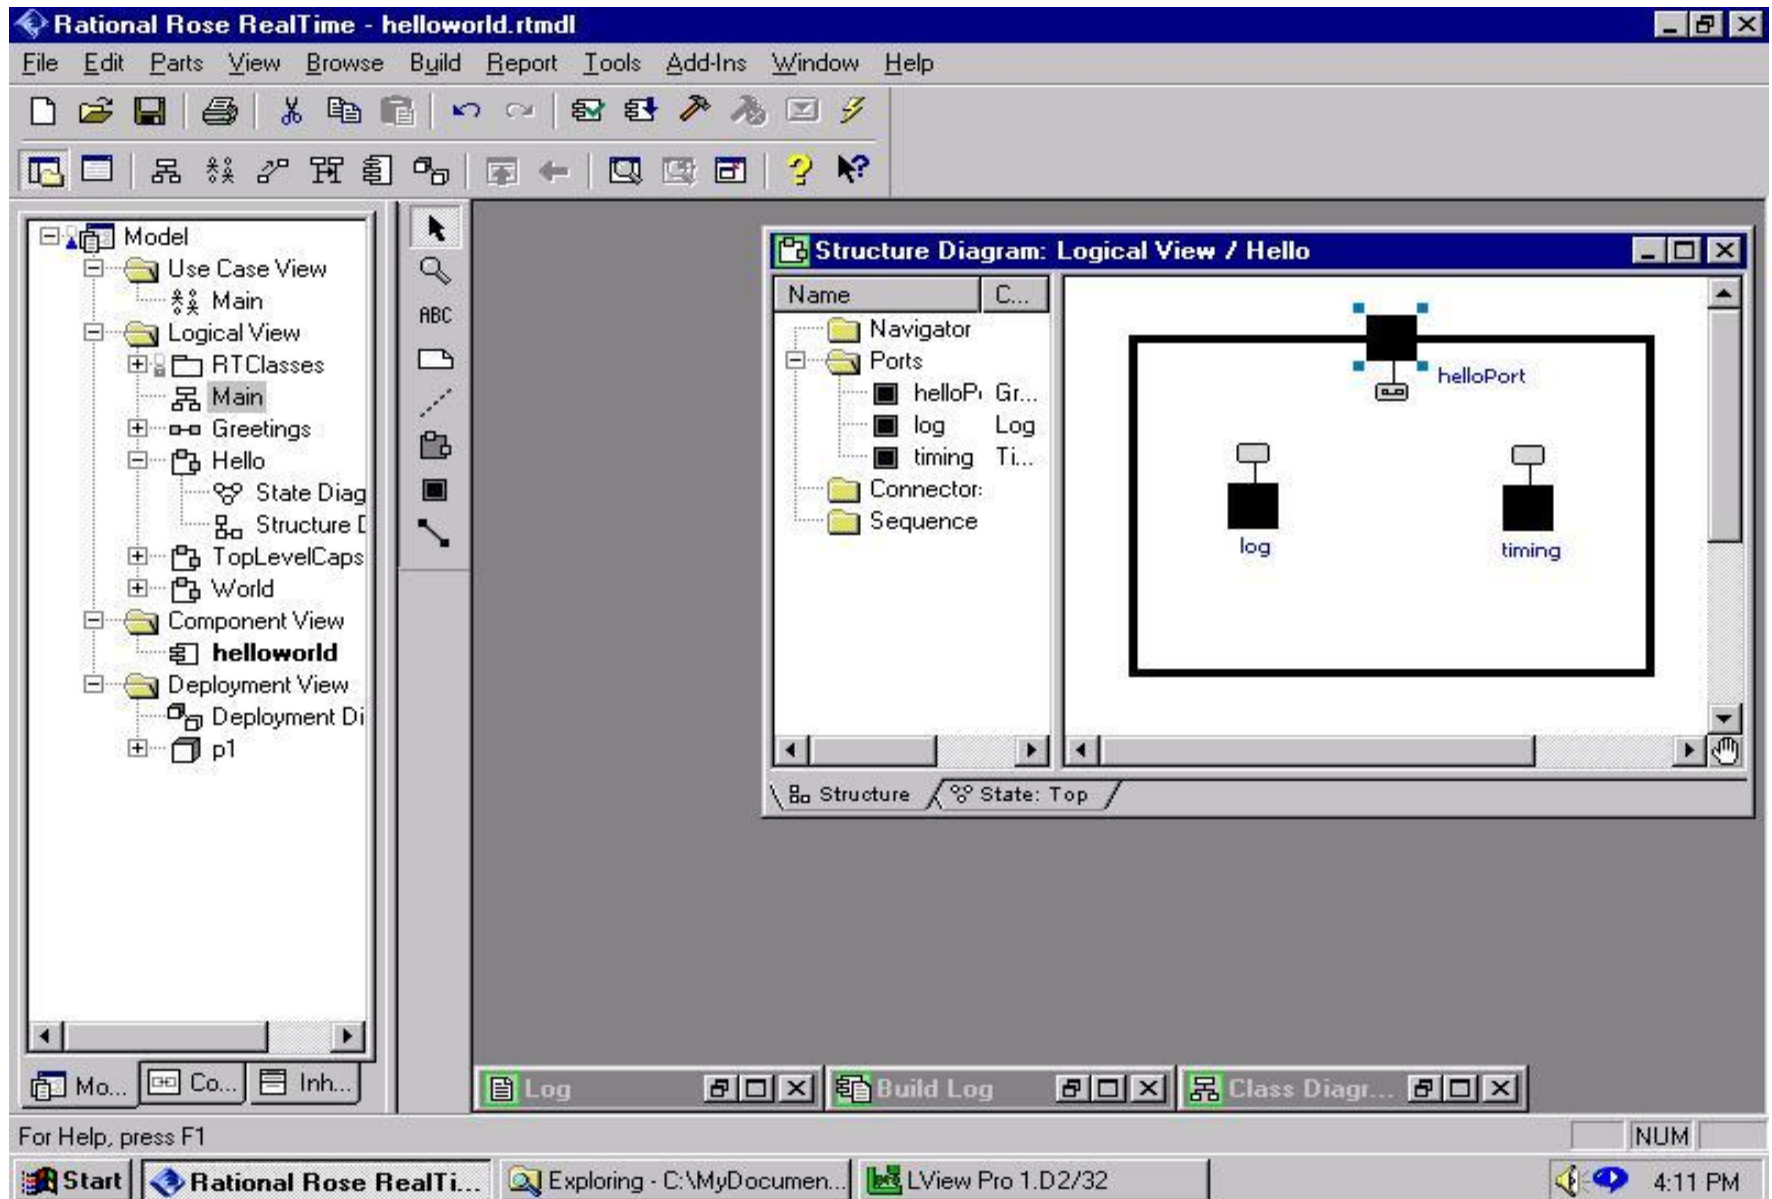 Rational Rose RealTime - helloworld.rtmdl
File Edit Parts View Browse Build Report Tools Add-Ins Window Help
Model
Use Case View
Main
Logical View
RTClasses
Main
Greetings
Hello
State Diag
Structure D
TopLevelCaps
World
Component View
helloworld
Deployment View
Deployment Di
p1
Mo... Co... Inh...
ABC
Structure Diagram: Logical View / Hello
Name C...
Navigator
Ports
helloP Gr...
log Log
timing Ti...
Connector
Sequence
helloPort
log
timing
Structure State: Top
Log Build Log Class Diagr...
For Help, press F1 NUM
Start Rational Rose RealTi... Exploring - C:\MyDocumen... LView Pro 1.D2/32 4:11 PM